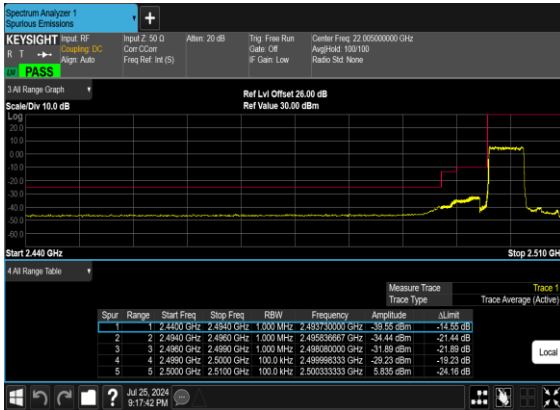 Spectrum Analyzer 1
Spurious Emissions
+
KEYSIGHT
R T
LXI PASS
Input: RF
Coupling: DC
Align: Auto
Input Z: 50 Ω
Corr CCorr
Freq Ref: Int (S)
Atten: 20 dB
Trig: Free Run
Gate: Off
IF Gain: Low
Center Freq: 22.005000000 GHz
Avg|Hold: 100/100
Radio Std: None
3 All Range Graph
Scale/Div 10.0 dB
Ref Lvl Offset 26.00 dB
Ref Value 30.00 dBm
Log
20.0
10.0
0.00
-10.0
-20.0
-30.0
-40.0
-50.0
-60.0
Start 2.440 GHz
Stop 2.510 GH
4 All Range Table
Measure Trace Trace 1
Trace Type Trace Average (Active)
Spur Range Start Freq Stop Freq RBW Frequency Amplitude ΔLimit
1 1 2.4400 GHz 2.4940 GHz 1.000 MHz 2.493730000 GHz -39.55 dBm -14.55 dB
2 2 2.4940 GHz 2.4960 GHz 1.000 MHz 2.495836667 GHz -34.44 dBm -21.44 dB
3 3 2.4960 GHz 2.4990 GHz 1.000 MHz 2.498080000 GHz -31.89 dBm -21.89 dB
4 4 2.4990 GHz 2.5000 GHz 100.0 kHz 2.499998333 GHz -29.23 dBm -19.23 dB
5 5 2.5000 GHz 2.5100 GHz 100.0 kHz 2.500333333 GHz 5.835 dBm -24.16 dB
Local
?
Jul 25, 2024
9:17:42 PM